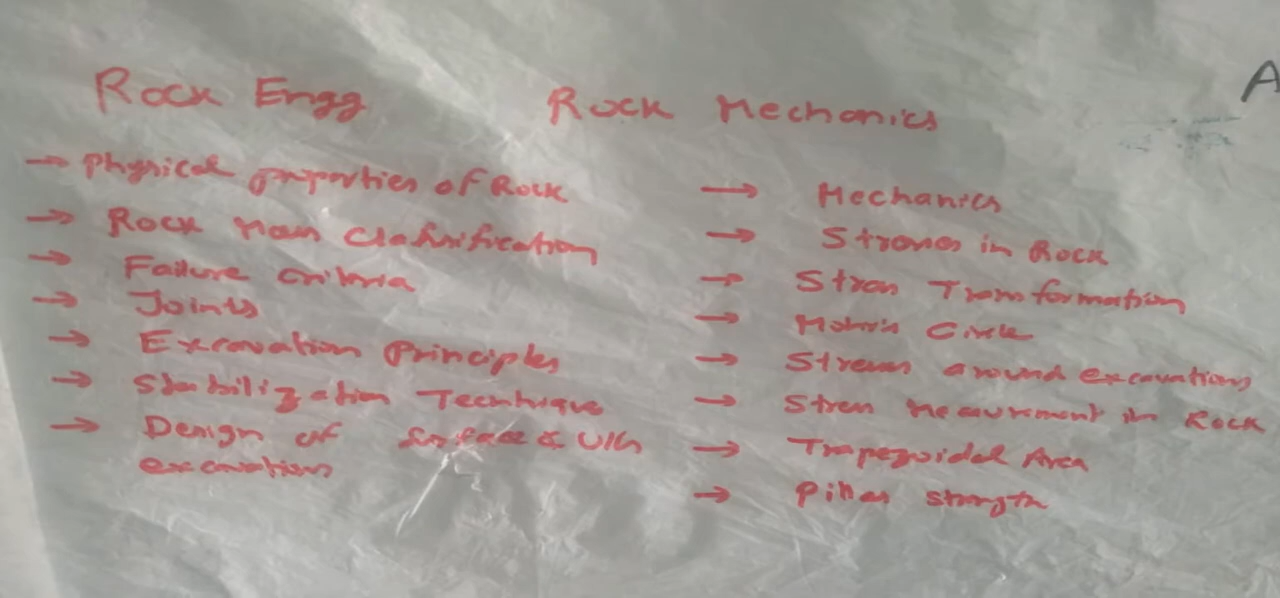 Rock Engg
→ Physical properties of Rock
→ Rock Mass Classification
→ Failure Criteria
→ Joints
→ Excavation Principles
→ Stabilization Technique
→ Design of Surface & U/G
excavations
Rock Mechanics
→ Mechanics
→ Stresses in Rock
→ Stress Transformation
→ Mohr's Circle
→ Stresses around excavations
→ Stress Measurment in Rock
→ Trapezoidal Area
→ Pillar strength
A